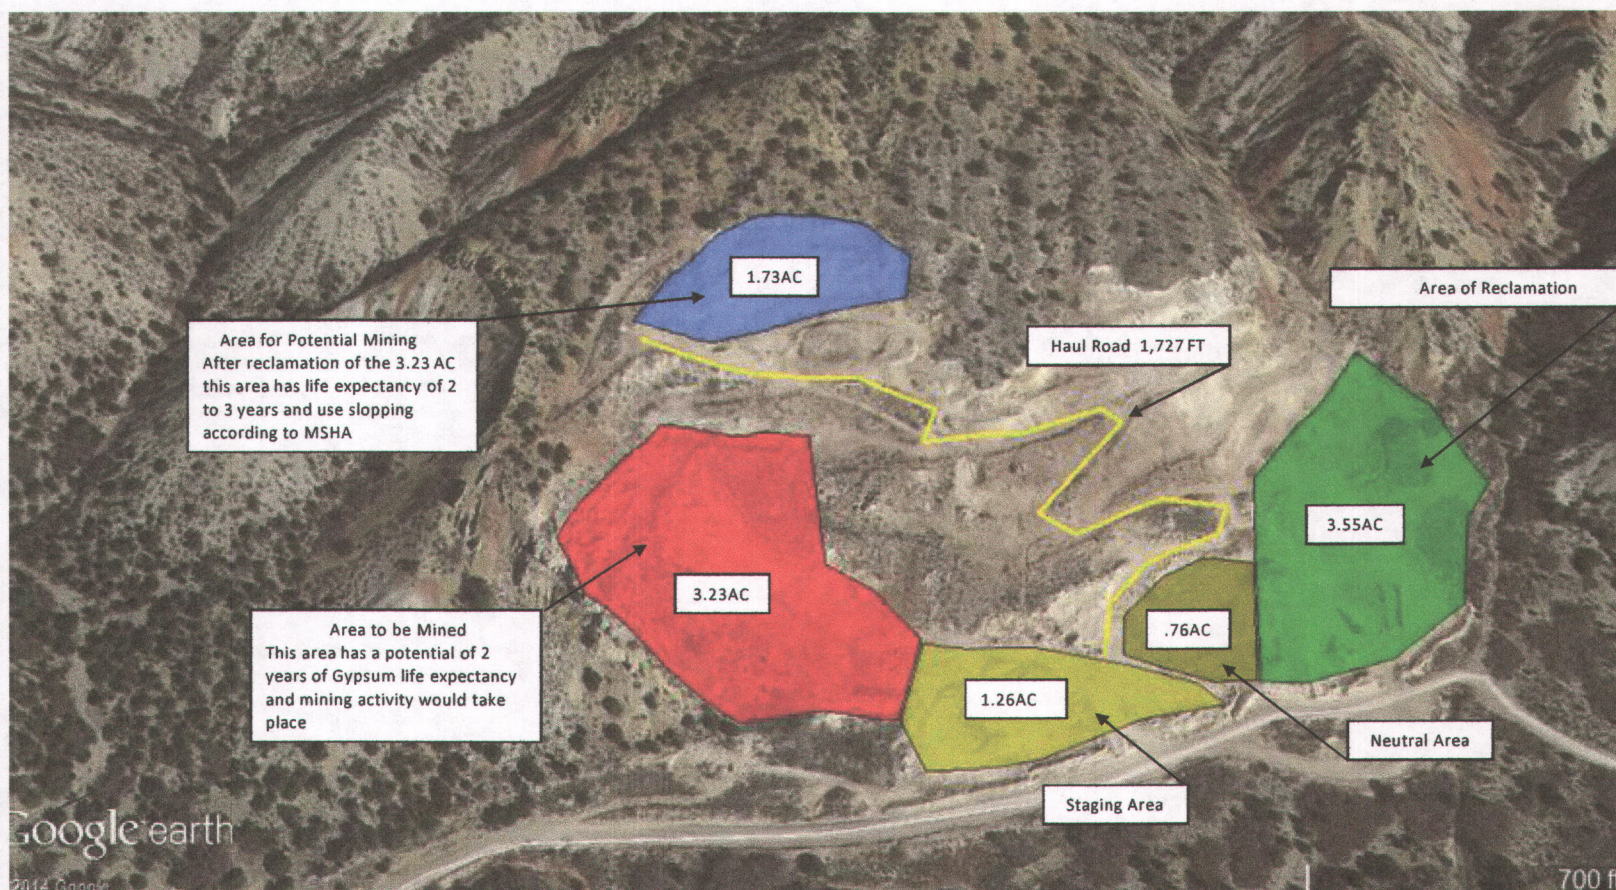 1.73AC
Area of Reclamation
Area for Potential Mining
After reclamation of the 3.23 AC
this area has life expectancy of 2
to 3 years and use slopping
according to MSHA
Haul Road 1,727 FT
3.55AC
3.23AC
.76AC
Area to be Mined
This area has a potential of 2
years of Gypsum life expectancy
and mining activity would take
place
1.26AC
Neutral Area
Staging Area
Google earth
2014 Google
700 f